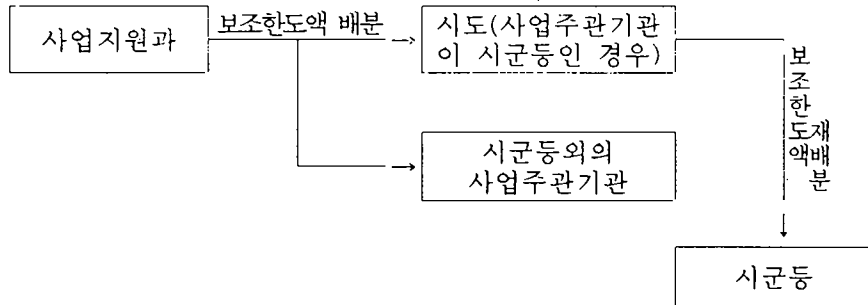 사업지원과
보조한도액 배분
시도(사업주관기관
이 시군등인 경우)
보조한도액
재배분
시군등외의
사업주관기관
시군등